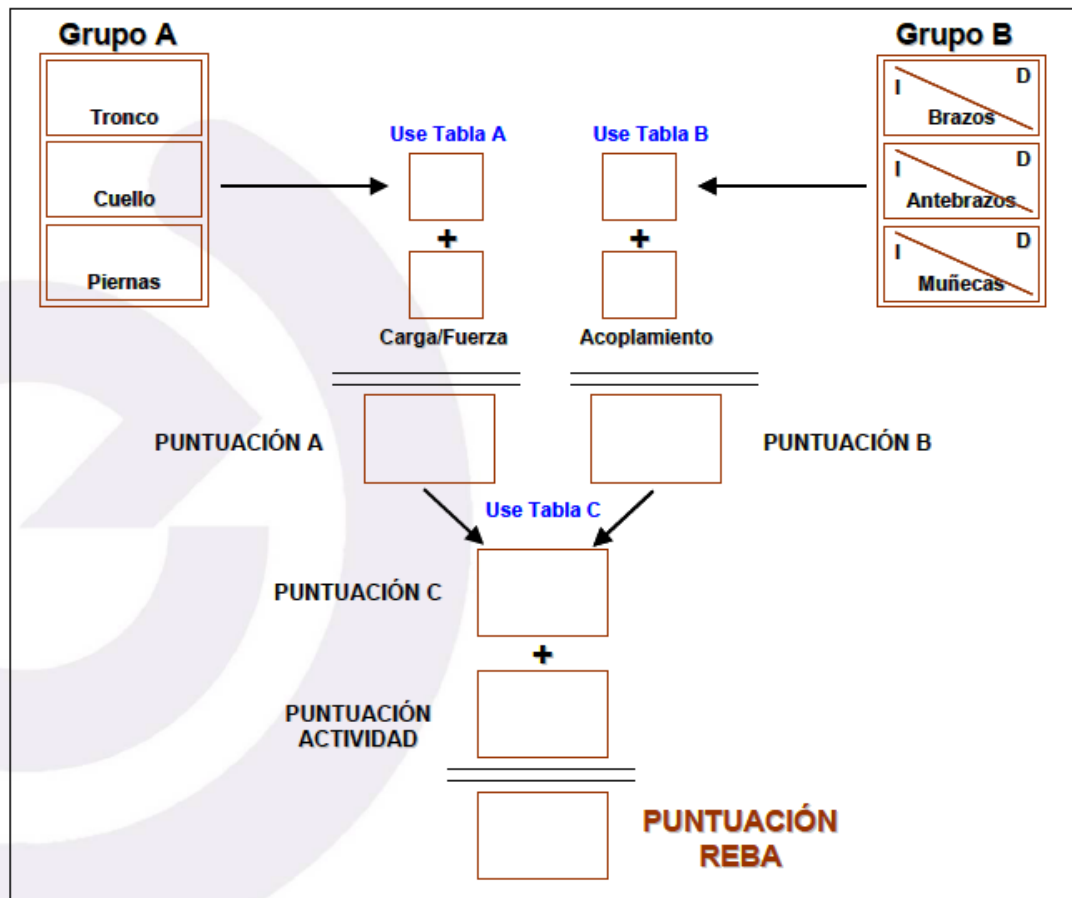 Grupo A
Grupo B
Tronco
Cuello
Piernas
I
D
Brazos
I
D
Antebrazos
I
D
Muñecas
Use Tabla A
Use Tabla B
+
+
Carga/Fuerza
Acoplamiento
PUNTUACIÓN A
PUNTUACIÓN B
Use Tabla C
PUNTUACIÓN C
+
PUNTUACIÓN
ACTIVIDAD
PUNTUACIÓN
REBA